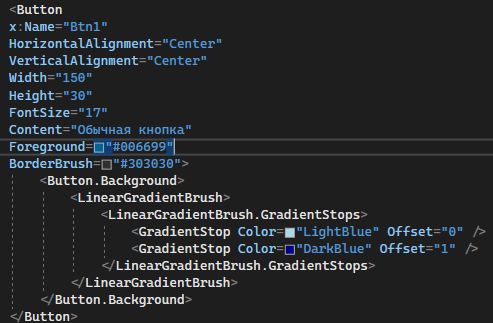 <Button
x:Name="Btn1"
HorizontalAlignment="Center"
VerticalAlignment="Center"
Width="150"
Height="30"
FontSize="17"
Content="Обычная кнопка"
Foreground="#006699"
BorderBrush="#303030">
<Button.Background>
<LinearGradientBrush>
<LinearGradientBrush.GradientStops>
<GradientStop Color="LightBlue" Offset="0" />
<GradientStop Color="DarkBlue" Offset="1" />
</LinearGradientBrush.GradientStops>
</LinearGradientBrush>
</Button.Background>
</Button>